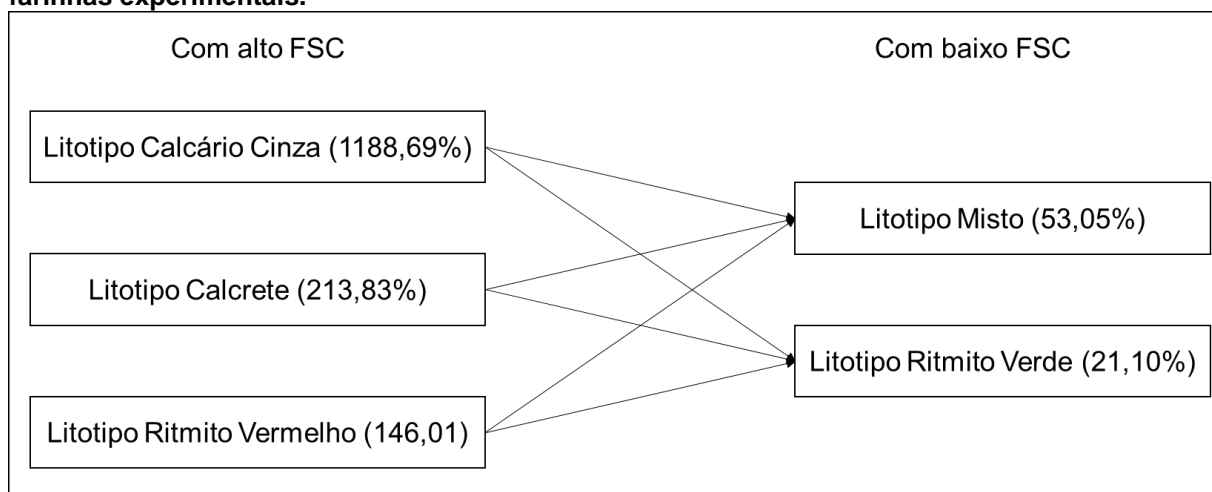 farinhas experimentais.
Com alto FSC
Com baixo FSC
Litotipo Calcário Cinza (1188,69%)
Litotipo Misto (53,05%)
Litotipo Calcrete (213,83%)
Litotipo Ritmito Verde (21,10%)
Litotipo Ritmito Vermelho (146,01)